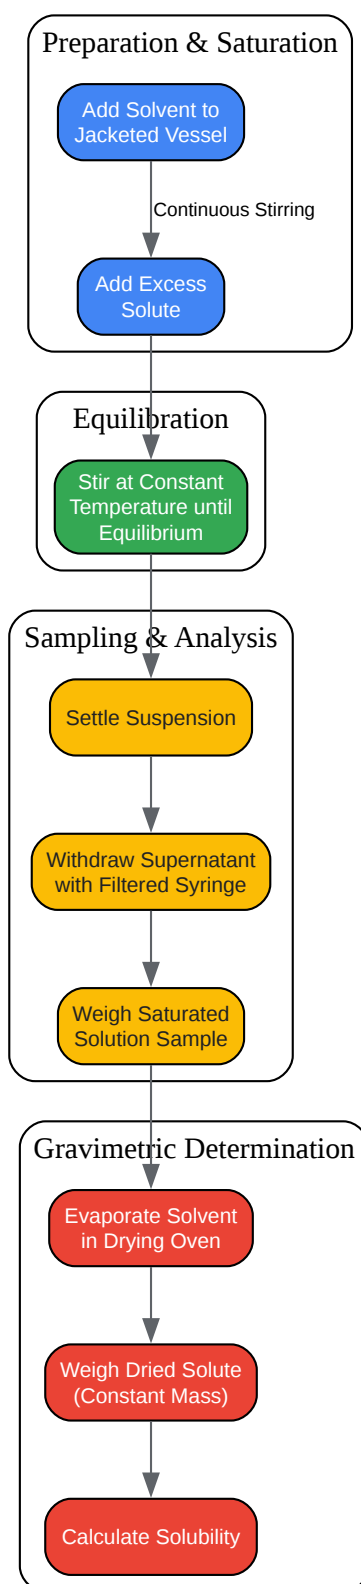 Preparation & Saturation
Add Solvent to
Jacketed Vessel
Continuous Stirring
Add Excess
Solute
Equilibration
Stir at Constant
Temperature until
Equilibrium
Sampling & Analysis
Settle Suspension
Withdraw Supernatant
with Filtered Syringe
Weigh Saturated
Solution Sample
Gravimetric Determination
Evaporate Solvent
in Drying Oven
Weigh Dried Solute
(Constant Mass)
Calculate Solubility